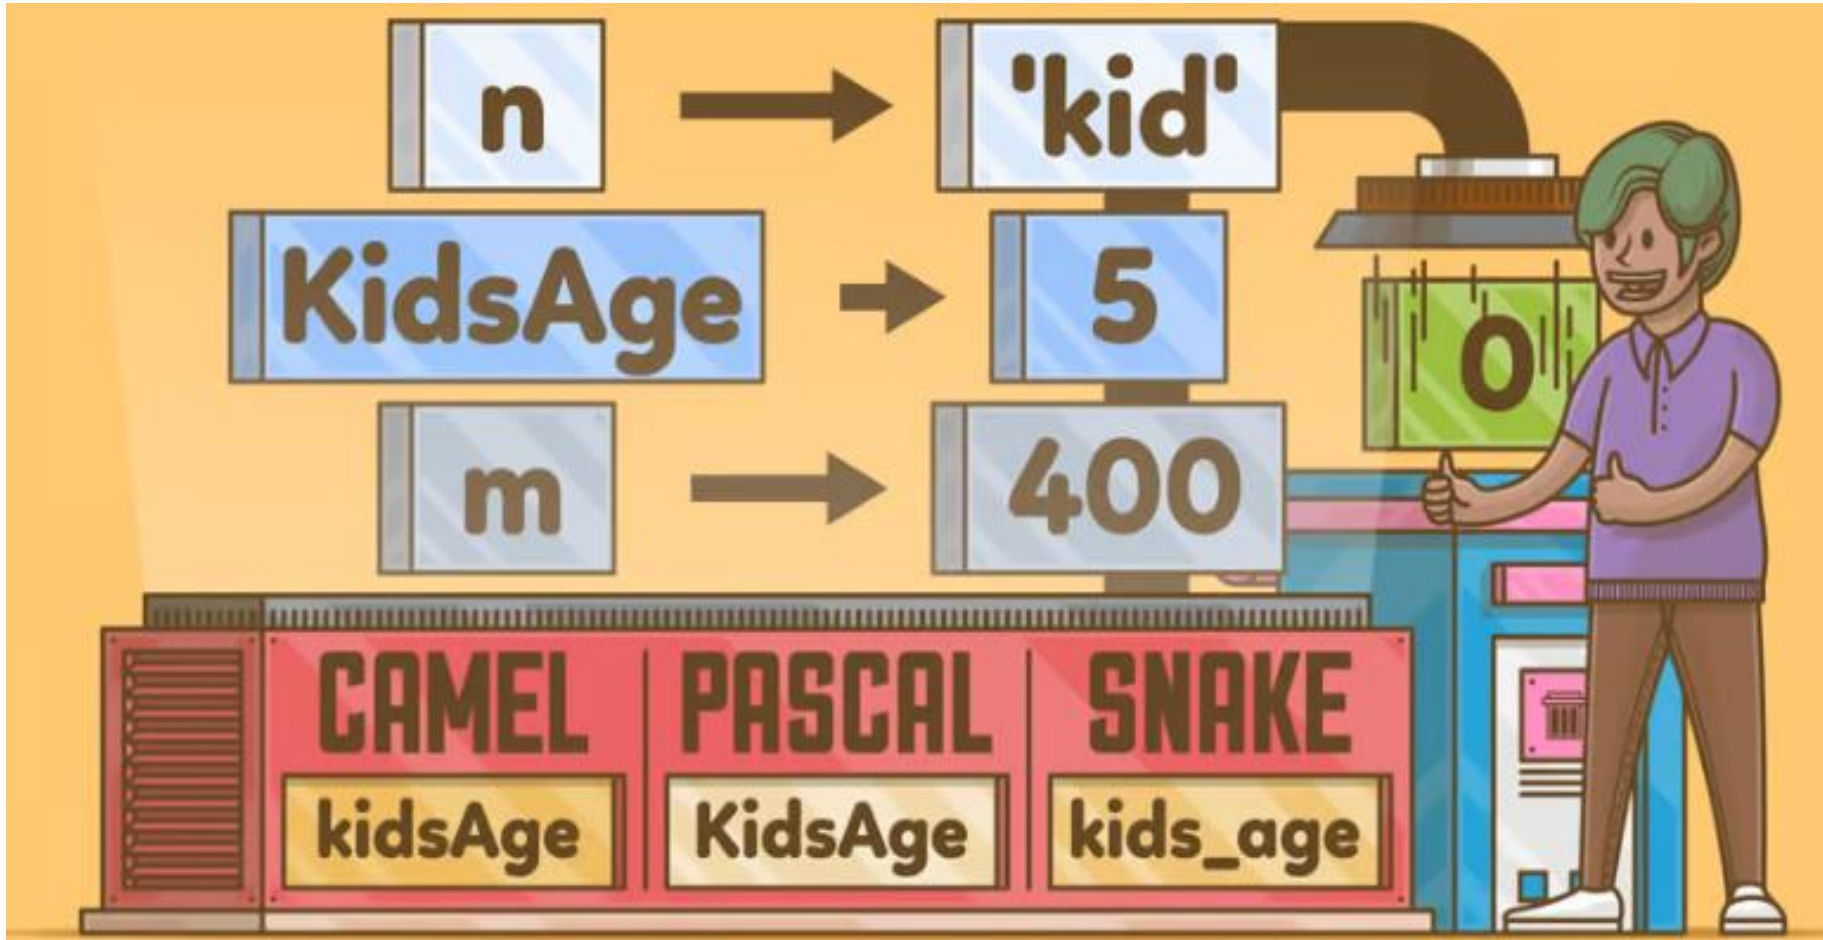 n 'kid'
KidsAge 5 0
m 400
CAMEL PASCAL SNAKE
kidsAge KidsAge kids_age